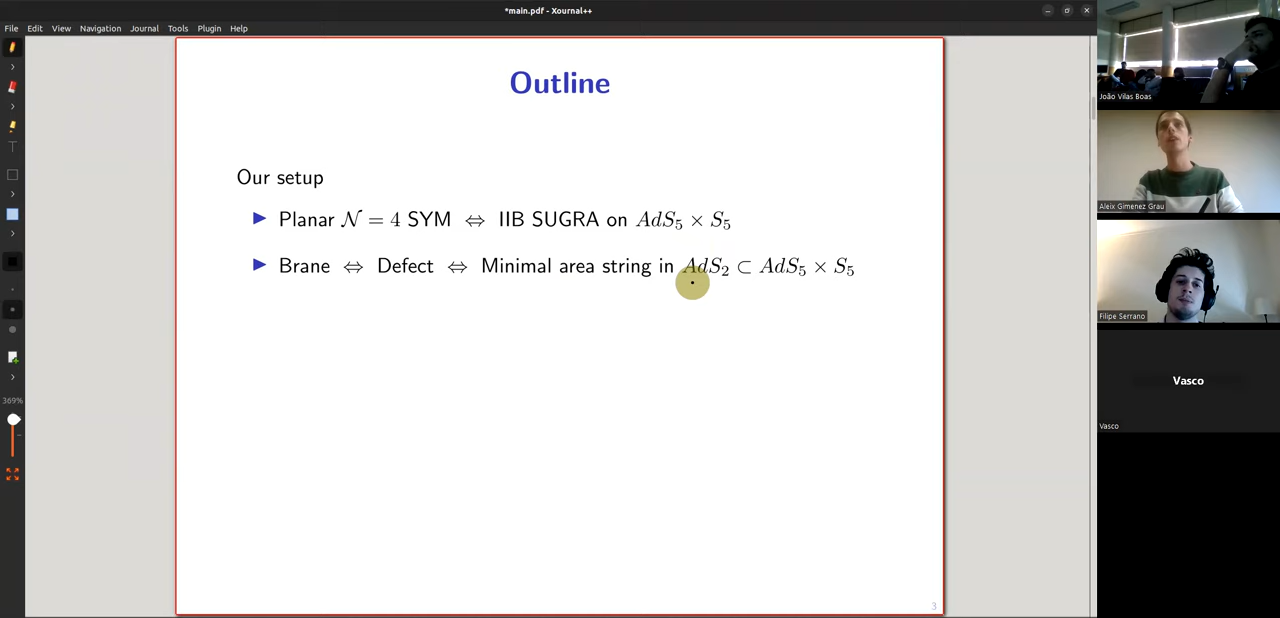 *main.pdf - Xournal++
File Edit View Navigation Journal Tools Plugin Help
Outline
Our setup
▶ Planar 𝒩 = 4 SYM ⇔ IIB SUGRA on AdS₅ × S₅
▶ Brane ⇔ Defect ⇔ Minimal area string in AdS₂ ⊂ AdS₅ × S₅
3
T
369%
João Vilas Boas
Aleix Gimenez Grau
Filipe Serrano
Vasco
Vasco